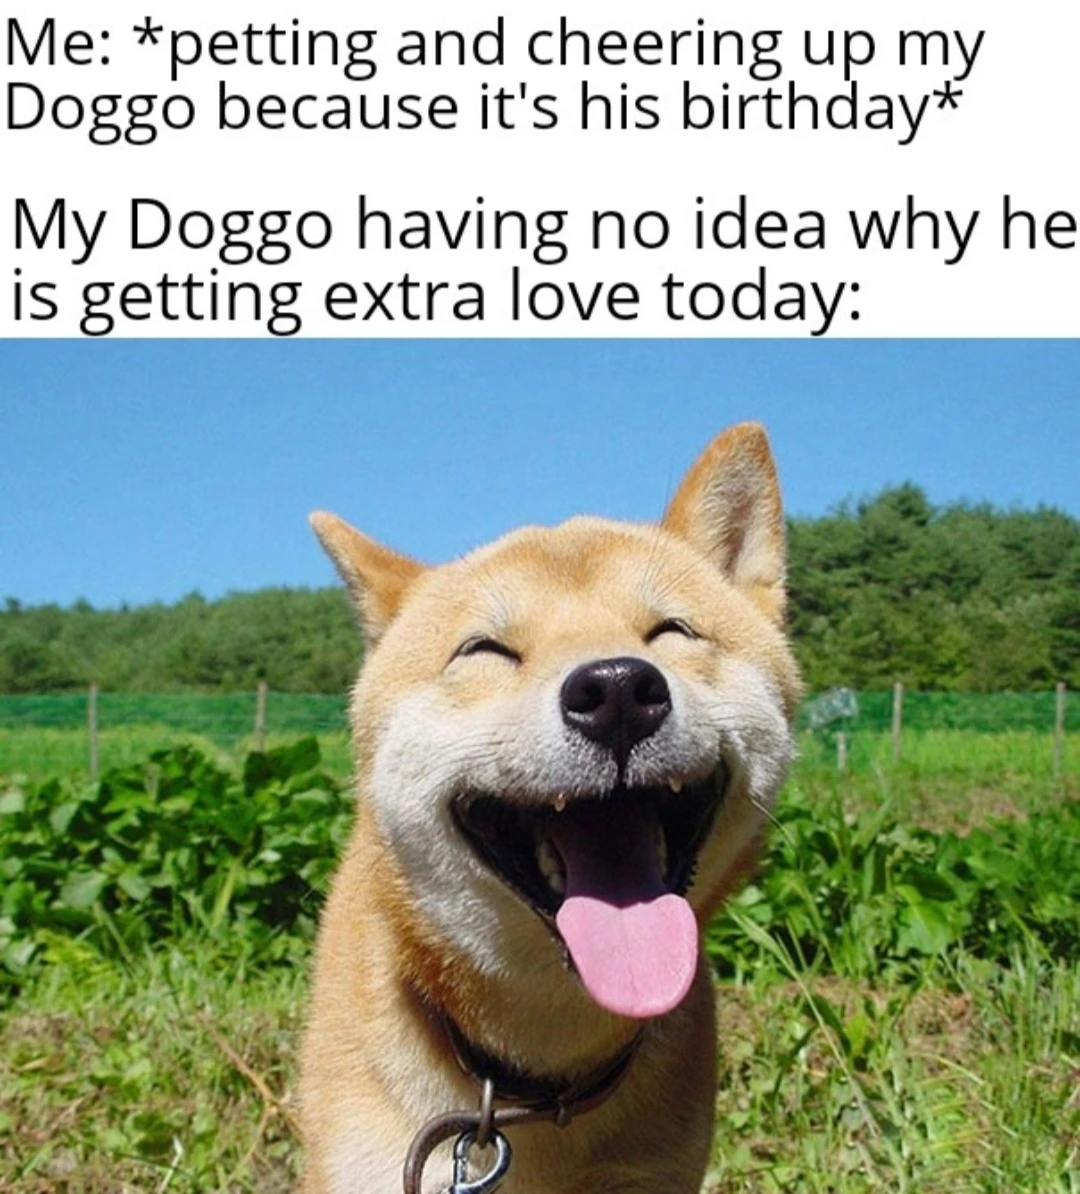 Me: *petting and cheering up my
Doggo because it's his birthday*
My Doggo having no idea why he
is getting extra love today: